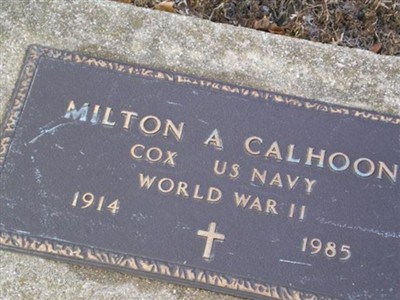 MILTON A CALHOON
COX US NAVY
WORLD WAR II
1914 1985